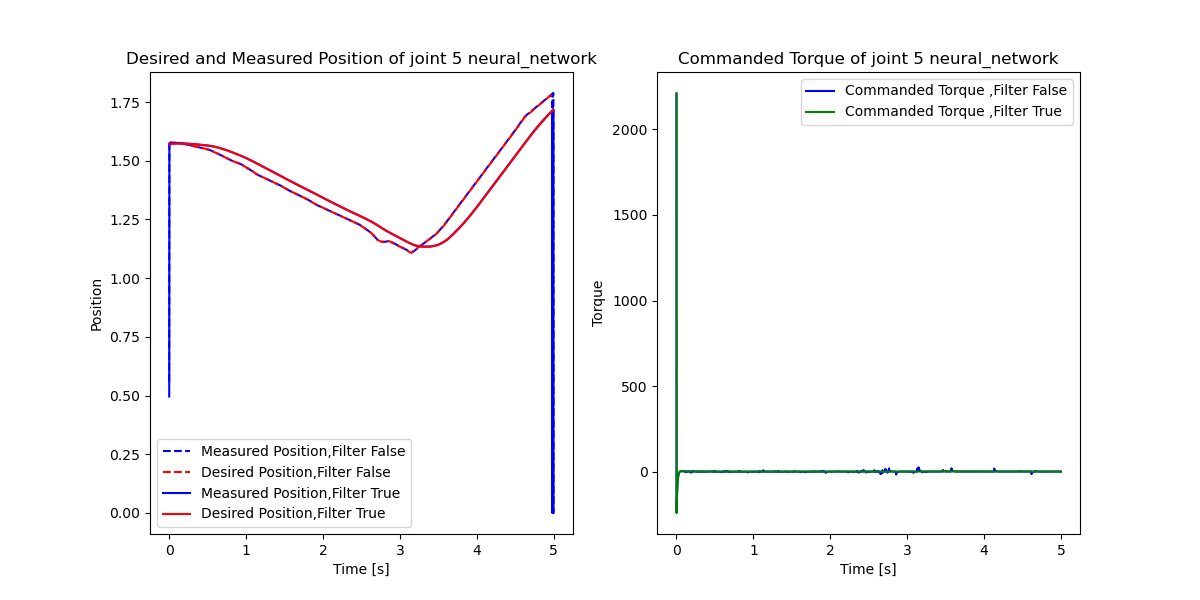 Desired and Measured Position of joint 5 neural_network
Position
1.75
1.50
1.25
1.00
0.75
0.50
0.25
0.00
Measured Position,Filter False
Desired Position,Filter False
Measured Position,Filter True
Desired Position,Filter True
0 1 2 3 4 5
Time [s]
Commanded Torque of joint 5 neural_network
Torque
2000
1500
1000
500
0
Commanded Torque ,Filter False
Commanded Torque ,Filter True
0 1 2 3 4 5
Time [s]